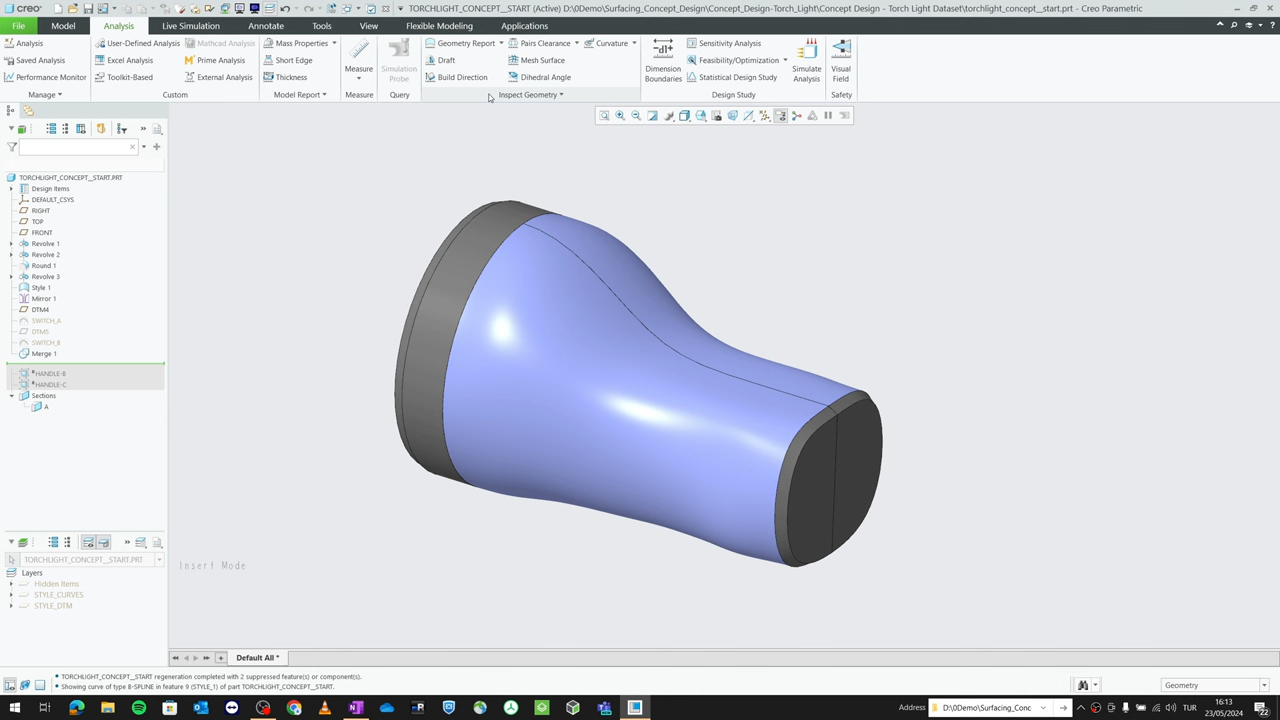 creo
TORCHLIGHT_CONCEPT__START (Active) D:\0Demo\Surfacing_Concept_Design\Concept_Design-Torch_Light\Concept Design - Torch Light Dataset\torchlight_concept__start.prt - Creo Parametric
File Model Analysis Live Simulation Annotate Tools View Flexible Modeling Applications
Analysis User-Defined Analysis Mathcad Analysis Mass Properties Geometry Report Pairs Clearance Curvature Sensitivity Analysis
Saved Analysis Excel Analysis Prime Analysis Short Edge Draft Mesh Surface Feasibility/Optimization
Measure Simulation Probe Dimension Boundaries Simulate Analysis Visual Field
Performance Monitor Toolkit-Based External Analysis Thickness Build Direction Dihedral Angle Statistical Design Study
Manage Custom Model Report Measure Query Inspect Geometry Design Study Safety
TORCHLIGHT_CONCEPT__START.PRT
Design Items
DEFAULT_CSYS
RIGHT
TOP
FRONT
Revolve 1
Revolve 2
Round 1
Revolve 3
Style 1
Mirror 1
DTM4
SWITCH_A
DTM5
SWITCH_B
Merge 1
HANDLE-B
HANDLE-C
Sections
A
TORCHLIGHT_CONCEPT__START.PRT
Layers
Hidden Items
STYLE_CURVES
STYLE_DTM
Insert Mode
Default All *
• TORCHLIGHT_CONCEPT__START regeneration completed with 2 suppressed feature(s) or component(s).
• Showing curve of type B-SPLINE in feature 9 (STYLE_1) of part TORCHLIGHT_CONCEPT__START.
Geometry
Address D:\0Demo\Surfacing_Conc
TUR
16:13
23/05/2024
22